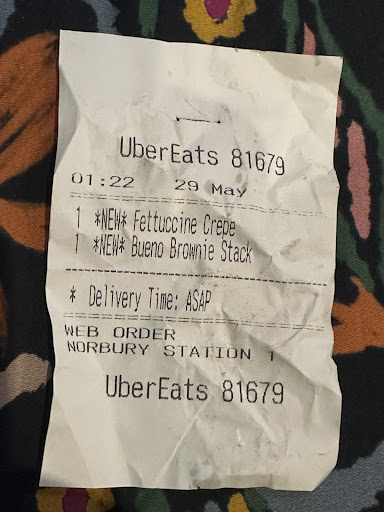 UberEats 81679
01:22 29 May
1 *NEW* Fettuccine Crepe
1 *NEW* Bueno Brownie Stack
* Delivery Time: ASAP
WEB ORDER
NORBURY STATION 1
UberEats 81679